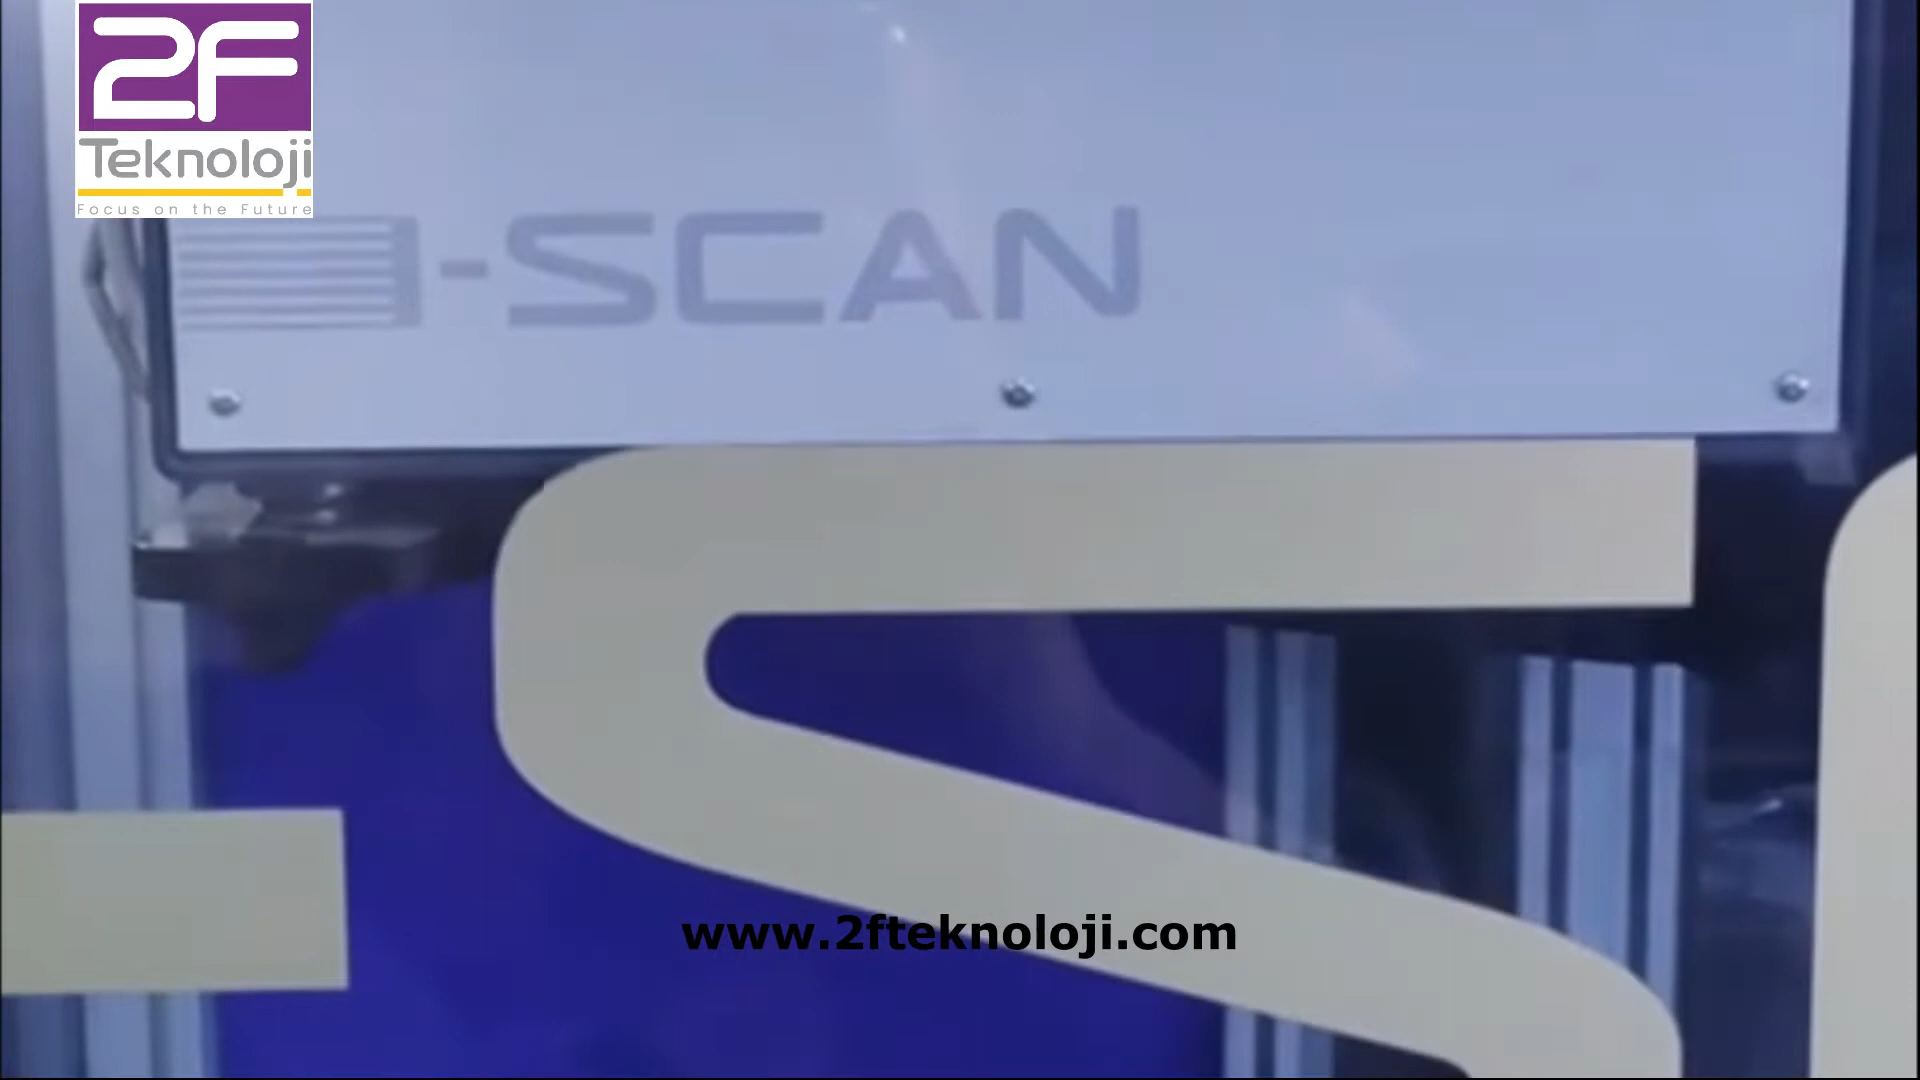 2F
Teknoloji
Focus on the Future
-SCAN
S
www.2fteknoloji.com